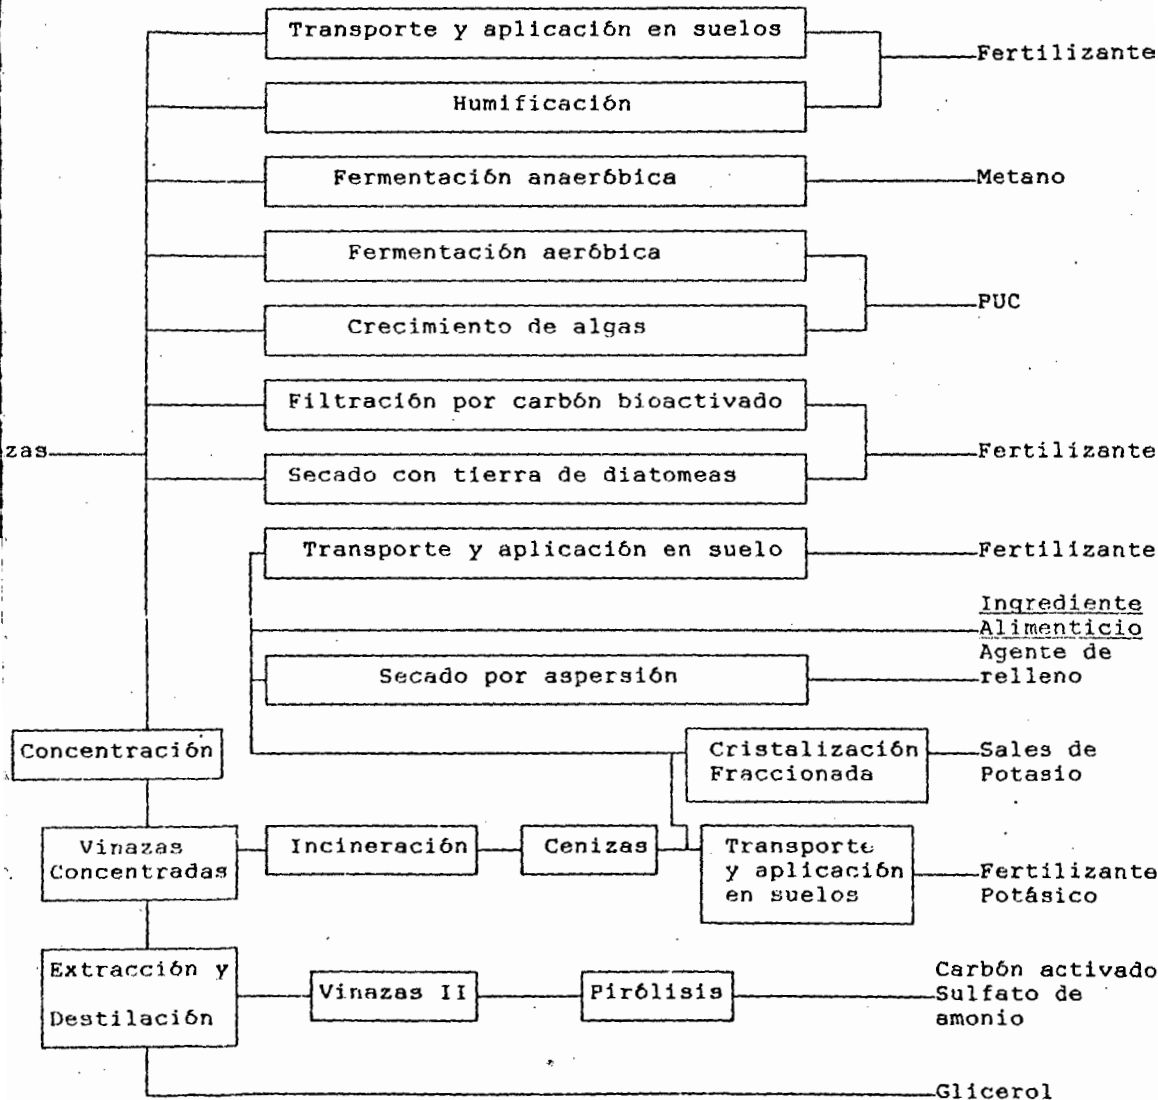 Transporte y aplicación en suelos
Fertilizante
Humificación
Fermentación anaeróbica
Metano
Fermentación aeróbica
PUC
Crecimiento de algas
Filtración por carbón bioactivado
zas
Fertilizante
Secado con tierra de diatomeas
Transporte y aplicación en suelo
Fertilizante
Ingrediente
Alimenticio
Agente de
relleno
Secado por aspersión
Concentración
Cristalización
Fraccionada
Sales de
Potasio
Vinazas
Concentradas
Incineración
Cenizas
Transporte
y aplicación
en suelos
Fertilizante
Potásico
Extracción y
Destilación
Vinazas II
Pirólisis
Carbón activado
Sulfato de
amonio
Glicerol